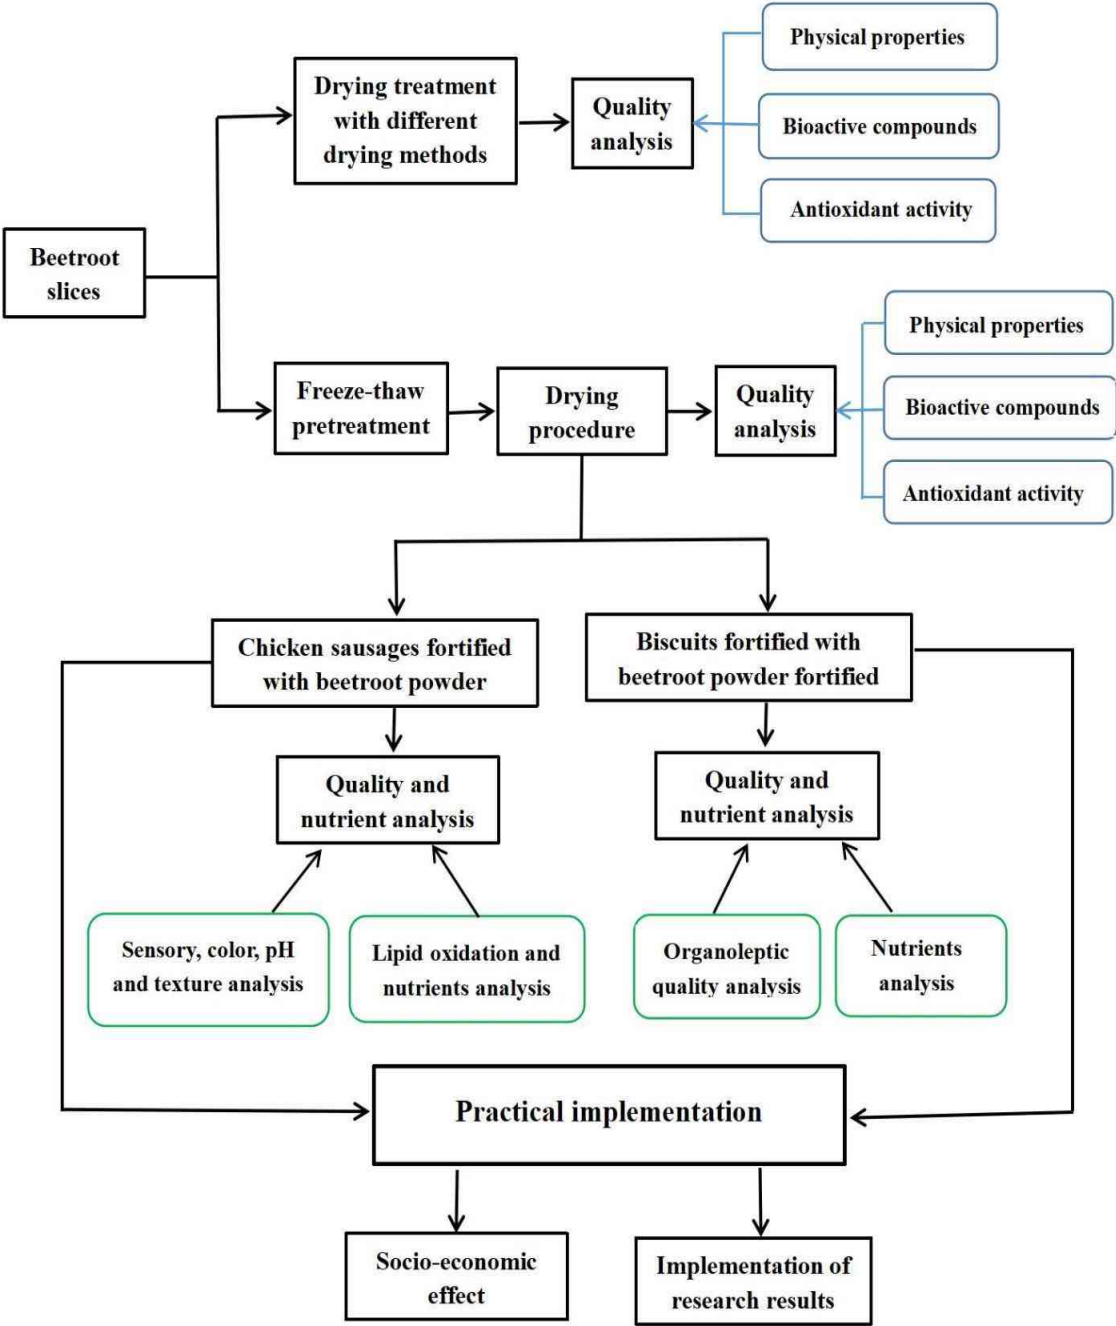 Physical properties
Drying treatment
with different
drying methods
Quality
analysis
Bioactive compounds
Antioxidant activity
Beetroot
slices
Physical properties
Freeze-thaw
pretreatment
Drying
procedure
Quality
analysis
Bioactive compounds
Antioxidant activity
Chicken sausages fortified
with beetroot powder
Biscuits fortified with
beetroot powder fortified
Quality and
nutrient analysis
Quality and
nutrient analysis
Sensory, color, pH
and texture analysis
Lipid oxidation and
nutrients analysis
Organoleptic
quality analysis
Nutrients
analysis
Practical implementation
Socio-economic
effect
Implementation of
research results